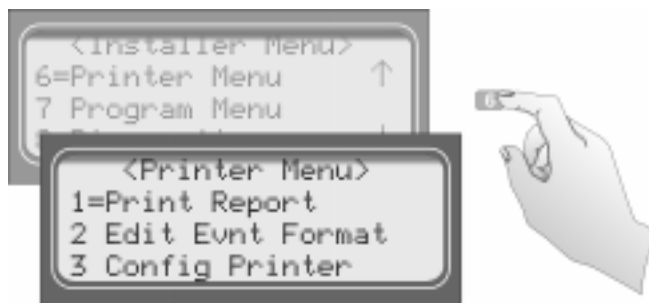 <Installer Menu>
6=Printer Menu ↑
7 Program Menu
<Printer Menu>
1=Print Report
2 Edit Evnt Format
3 Config Printer